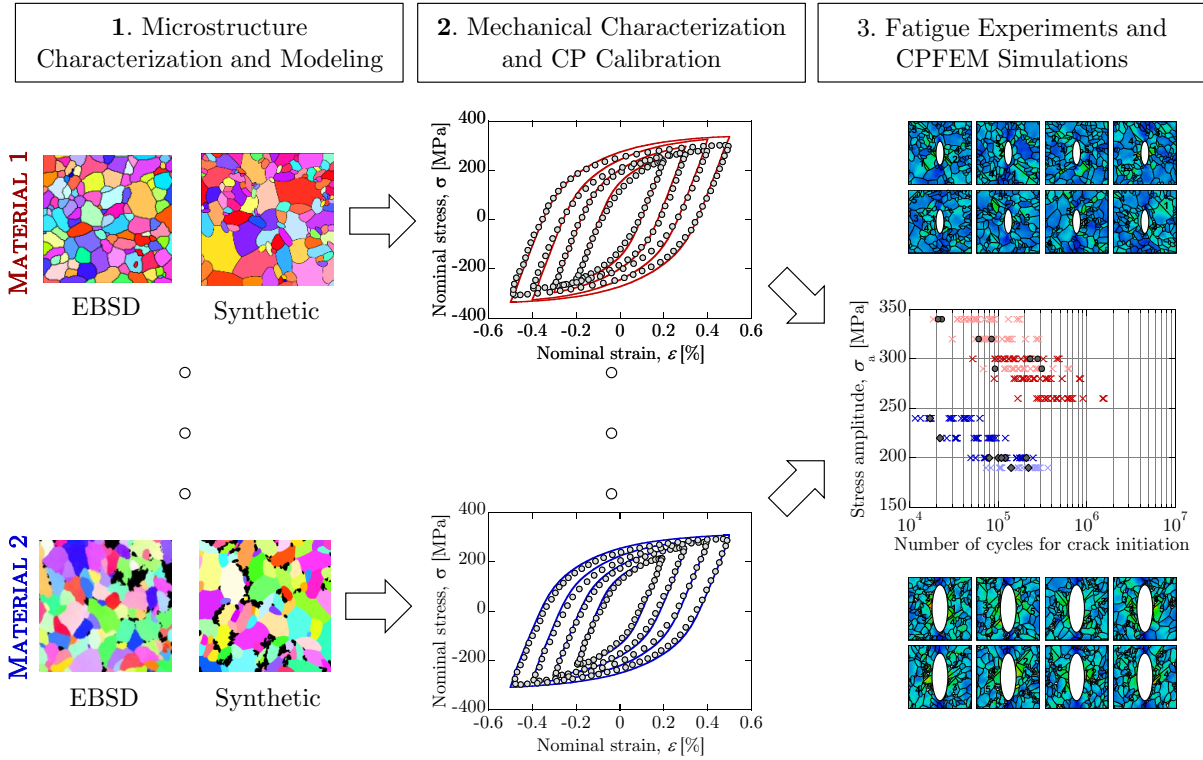 1. Microstructure
Characterization and Modeling
2. Mechanical Characterization
and CP Calibration
3. Fatigue Experiments and
CPFEM Simulations
MATERIAL 1
EBSD
Synthetic
400
200
0
-200
-400
-0.6 -0.4 -0.2 0 0.2 0.4 0.6
Nominal stress, σ [MPa]
Nominal strain, ε [%]
350
300
250
200
150
10^4 10^5 10^6 10^7
Stress amplitude, σ_a [MPa]
Number of cycles for crack initiation
MATERIAL 2
EBSD
Synthetic
400
200
0
-200
-400
-0.6 -0.4 -0.2 0 0.2 0.4 0.6
Nominal stress, σ [MPa]
Nominal strain, ε [%]